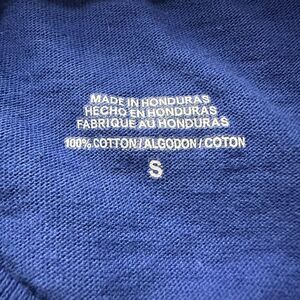 MADE IN HONDURAS
HECHO EN HONDURAS
FABRIQUE AU HONDURAS
100% COTTON / ALGODON / COTON
S